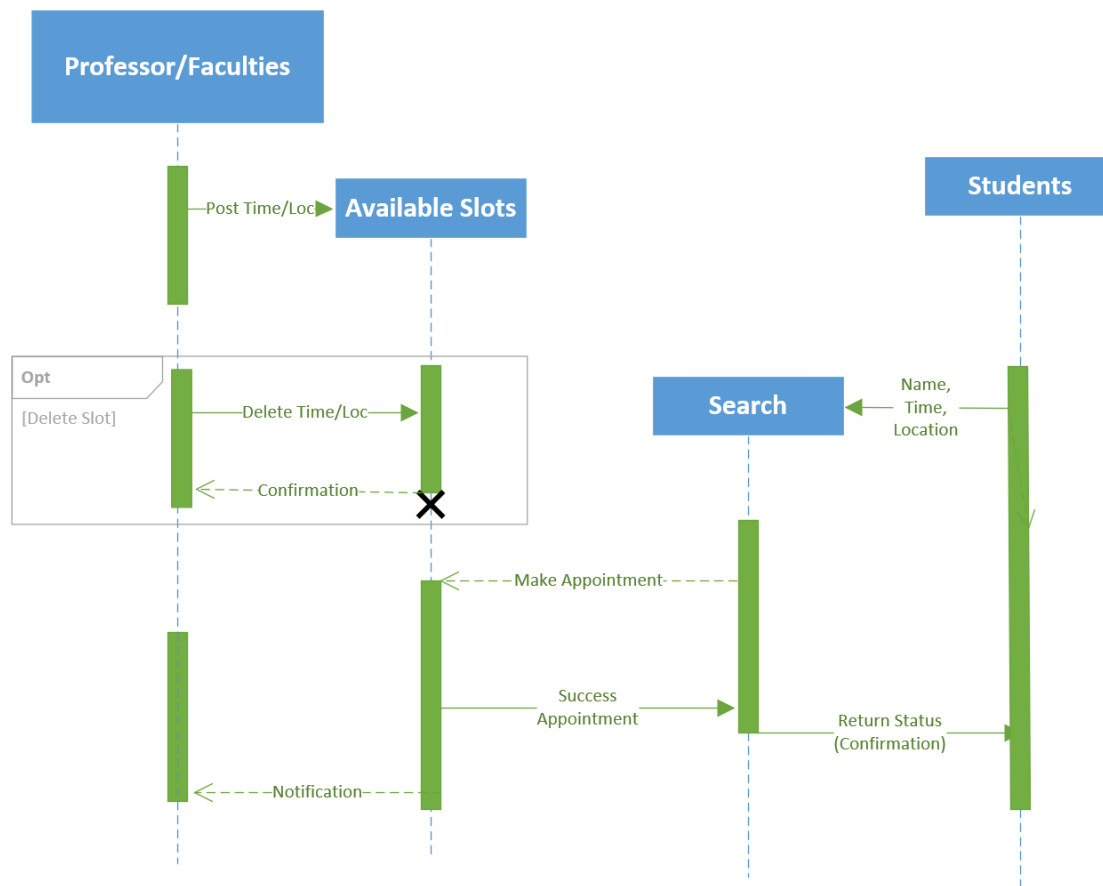 Professor/Faculties
Students
Post Time/Loc
Available Slots
Opt
[Delete Slot]
Delete Time/Loc
Search
Name,
Time,
Location
Confirmation
Make Appointment
Success
Appointment
Return Status
(Confirmation)
Notification